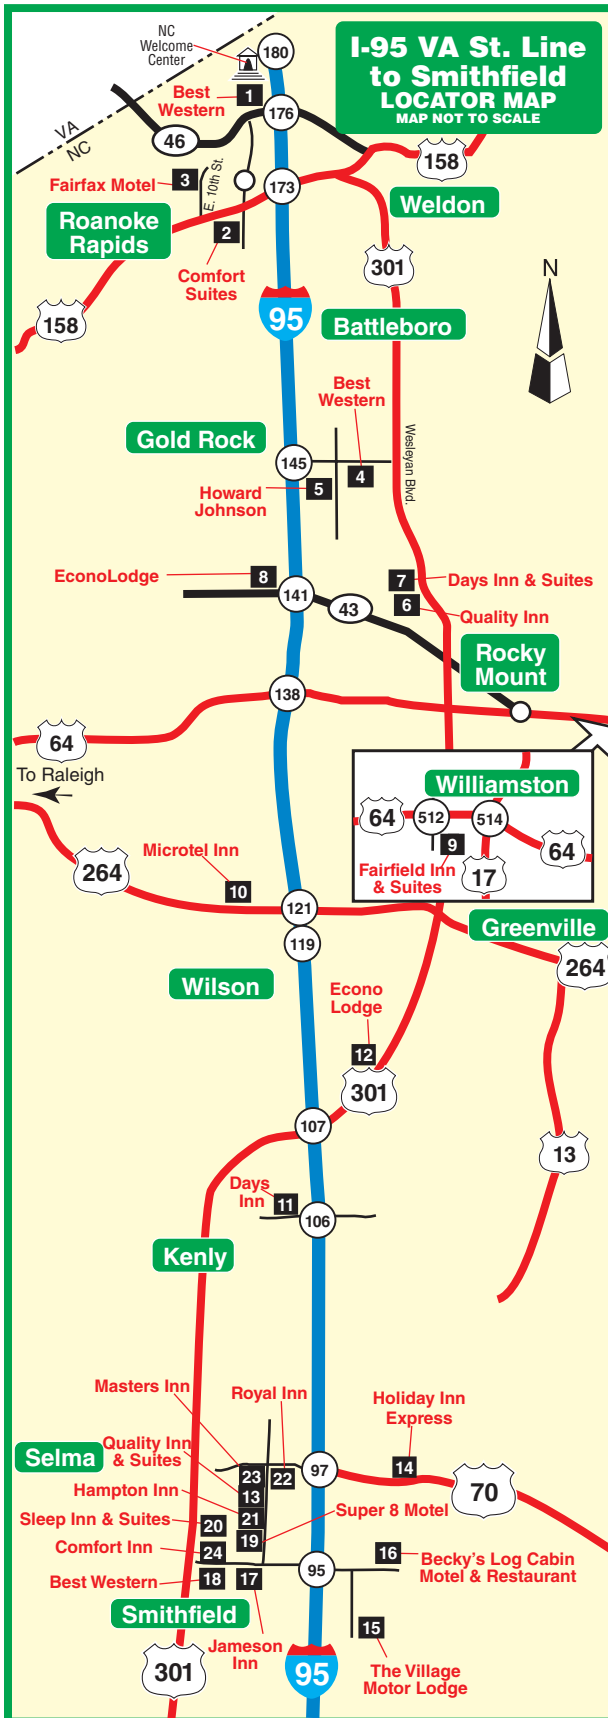 NC
Welcome
Center
180
I-95 VA St. Line
to Smithfield
LOCATOR MAP
MAP NOT TO SCALE
Best
Western
1
176
VA
NC
46
158
3
Fairfax Motel
E. 10th St.
173
Weldon
Roanoke
Rapids
2
Comfort
Suites
301
N
158
95
Battleboro
Best
Western
Gold Rock
Wesleyan Blvd.
145
4
5
Howard
Johnson
EconoLodge
8
7
Days Inn & Suites
141
43
6
Quality Inn
Rocky
Mount
138
64
To Raleigh
Williamston
64
512
514
9
64
Fairfield Inn
& Suites
17
Microtel Inn
264
10
121
Greenville
119
264
Wilson
Econo
Lodge
12
301
107
13
Days
Inn
11
106
Kenly
Masters Inn
Royal Inn
Holiday Inn
Express
Selma
Quality Inn
& Suites
23
22
97
14
70
13
Hampton Inn
21
Super 8 Motel
Sleep Inn & Suites
20
19
Comfort Inn
24
16
Becky's Log Cabin
Motel & Restaurant
95
Best Western
18
17
Smithfield
15
Jameson
Inn
The Village
Motor Lodge
301
95